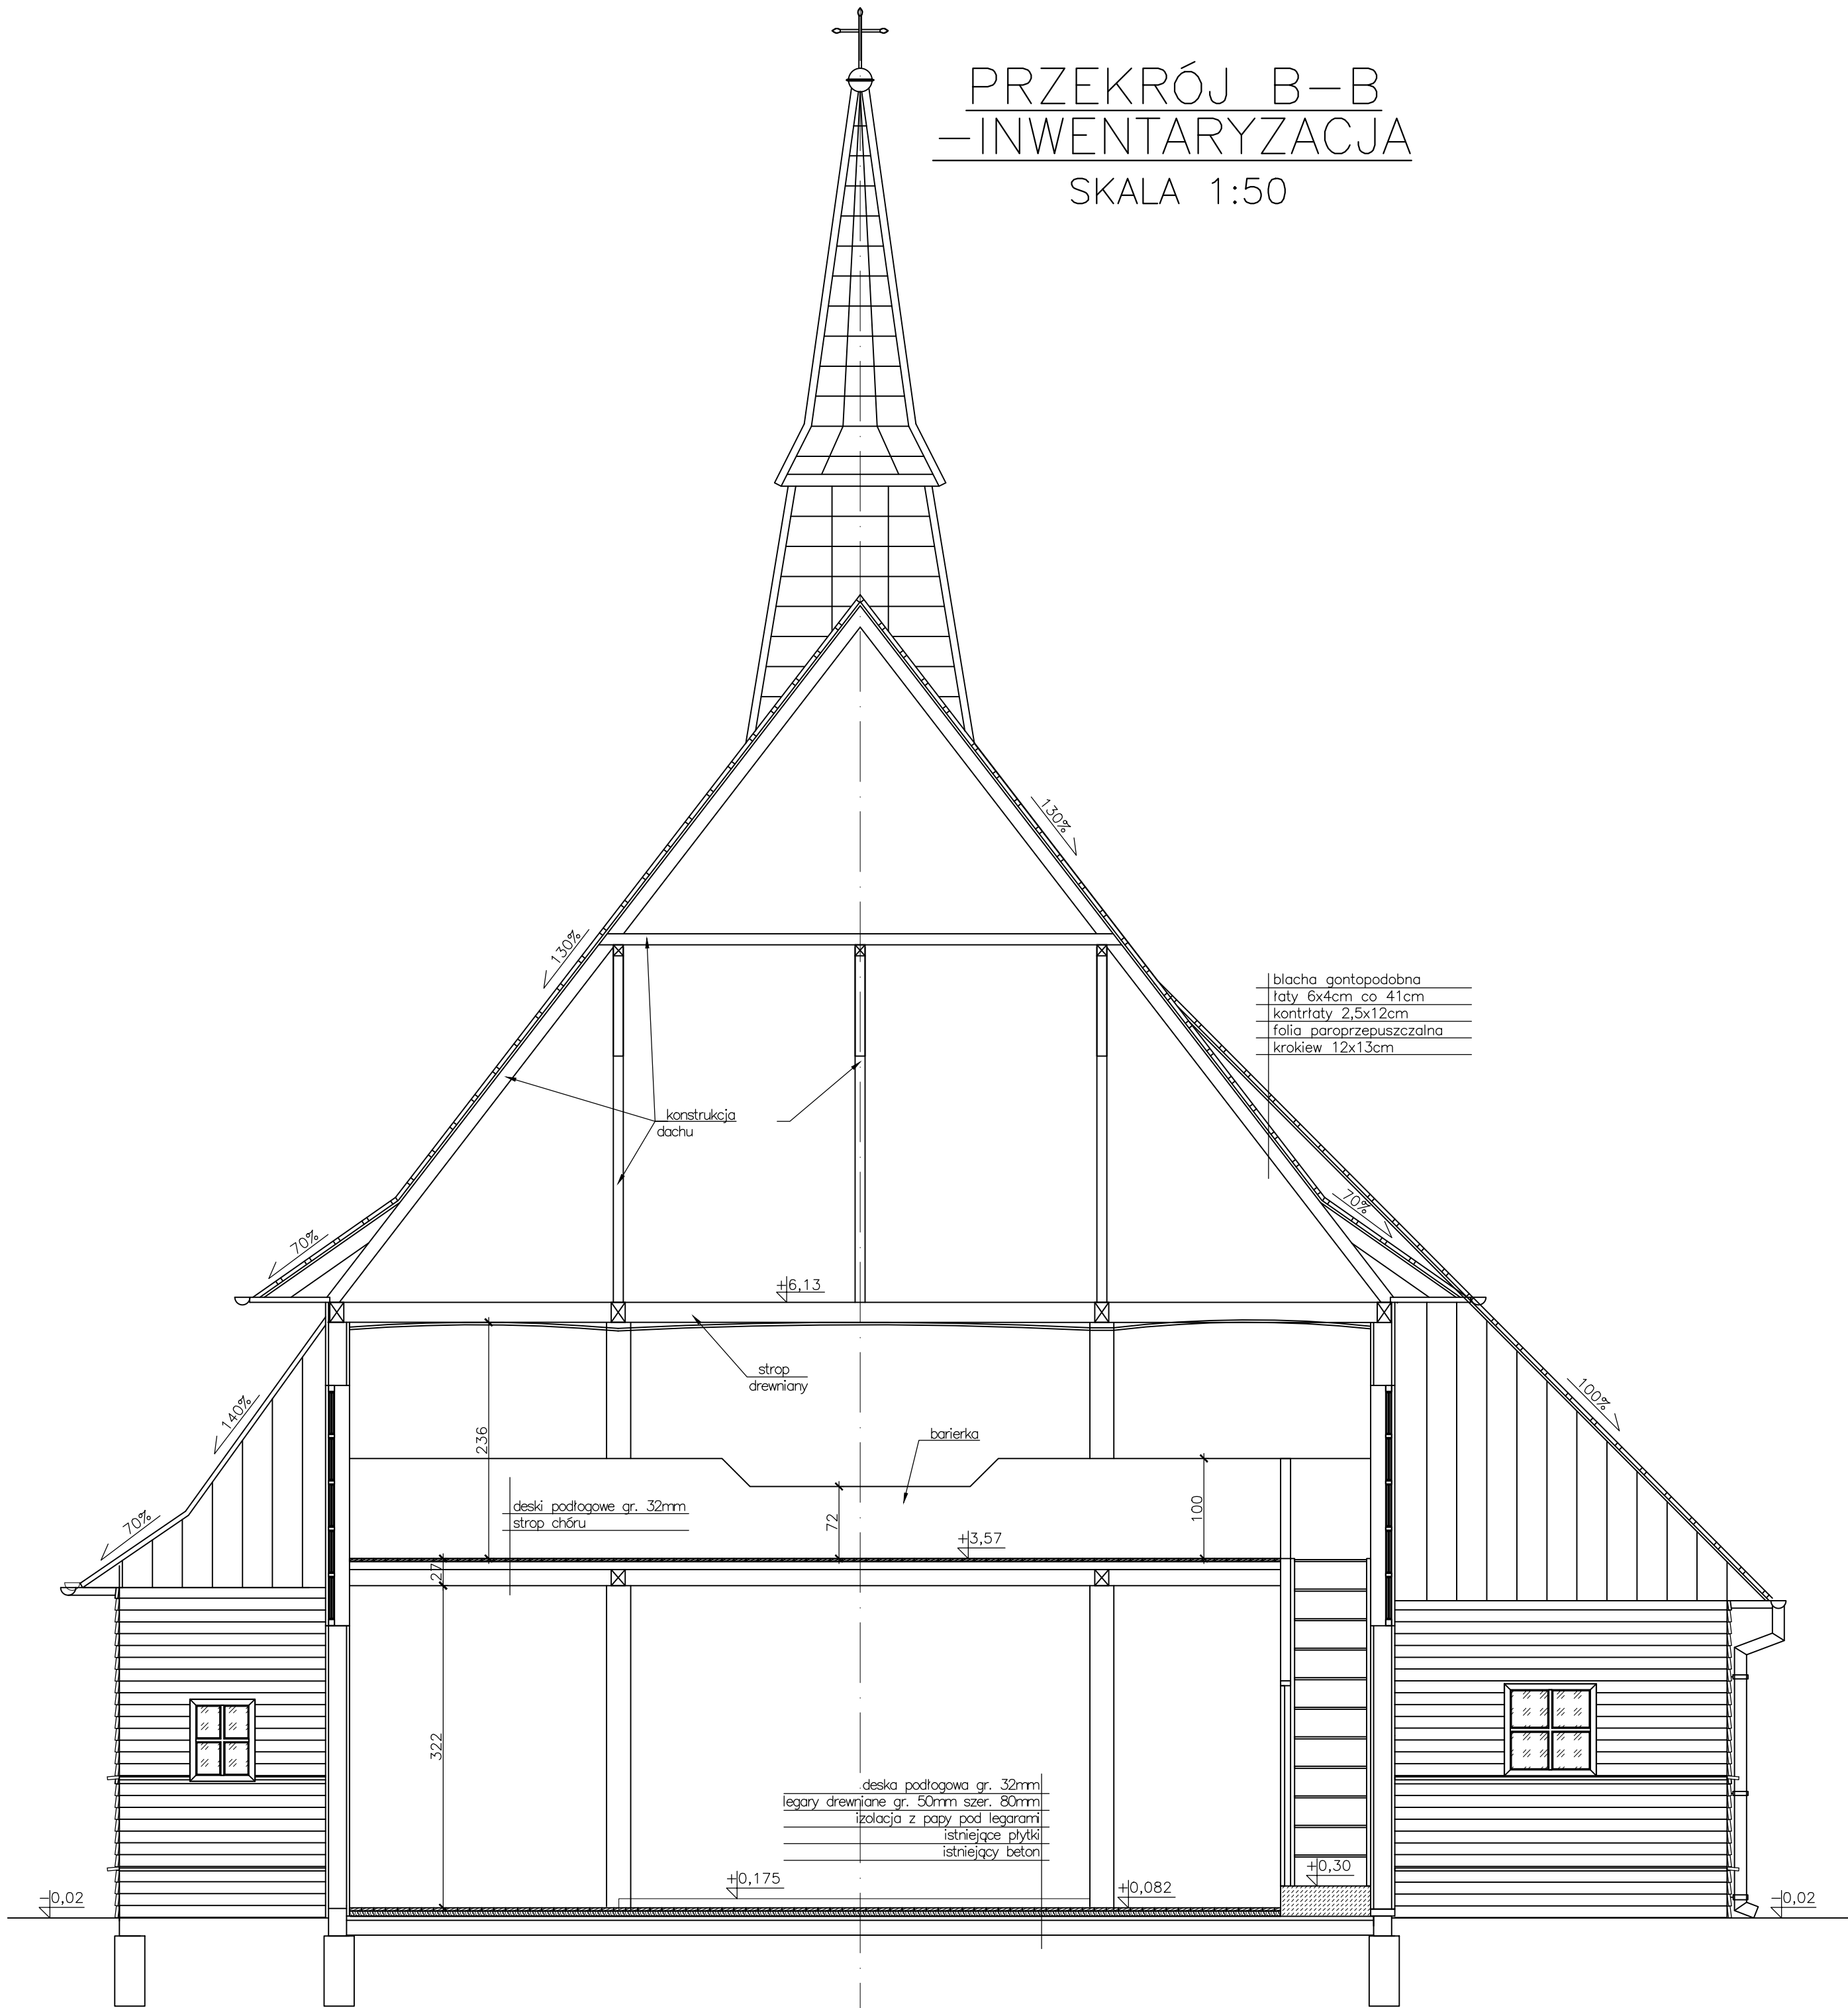 PRZEKRÓJ B-B
-INWENTARYZACJA
SKALA 1:50
130%
130%
blacha gontopodobna
łaty 6x4cm co 41cm
kontrłaty 2,5x12cm
folia paroprzepuszczalna
krokiew 12x13cm
konstrukcja
dachu
70%
70%
+6,13
strop
drewniany
140%
100%
236
barierka
deski podłogowe gr. 32mm
strop chóru
72
100
70%
+3,57
27
322
deska podłogowa gr. 32mm
legary drewniane gr. 50mm szer. 80mm
izolacja z papy pod legarami
istniejące płytki
istniejący beton
+0,30
+0,175
+0,082
-0,02
-0,02